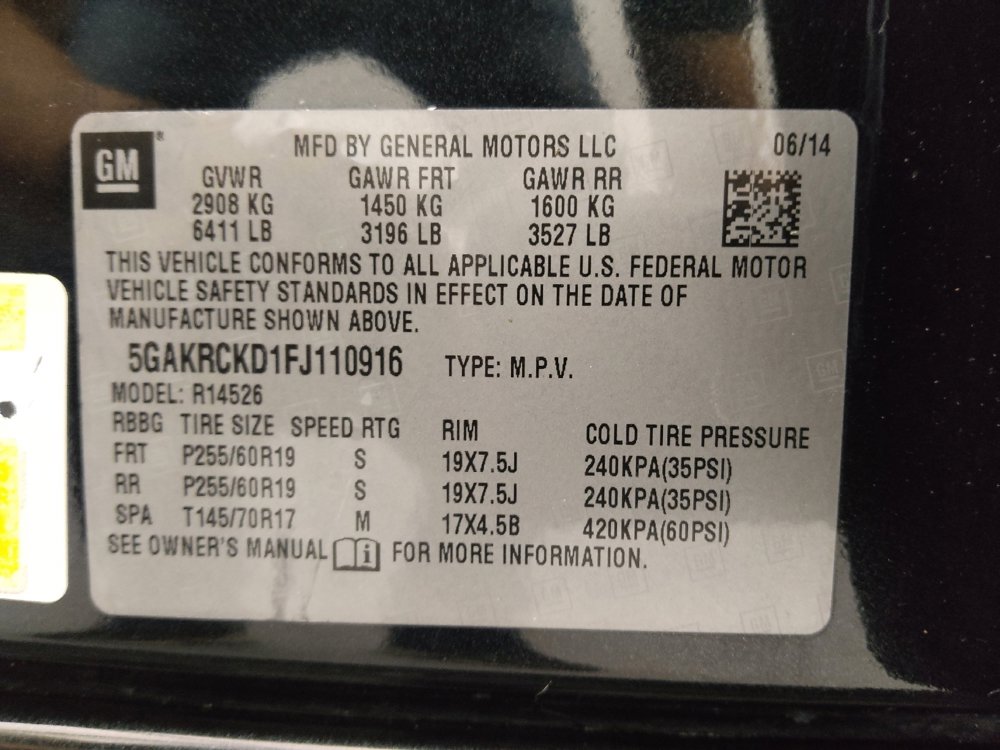 GM ®
MFD BY GENERAL MOTORS LLC 06/14
GVWR GAWR FRT GAWR RR
2908 KG 1450 KG 1600 KG
6411 LB 3196 LB 3527 LB
THIS VEHICLE CONFORMS TO ALL APPLICABLE U.S. FEDERAL MOTOR
VEHICLE SAFETY STANDARDS IN EFFECT ON THE DATE OF
MANUFACTURE SHOWN ABOVE.
5GAKRCKD1FJ110916 TYPE: M.P.V.
MODEL: R14526
RBBG TIRE SIZE SPEED RTG RIM COLD TIRE PRESSURE
FRT P255/60R19 S 19X7.5J 240KPA(35PSI)
RR P255/60R19 S 19X7.5J 240KPA(35PSI)
SPA T145/70R17 M 17X4.5B 420KPA(60PSI)
SEE OWNER'S MANUAL FOR MORE INFORMATION.